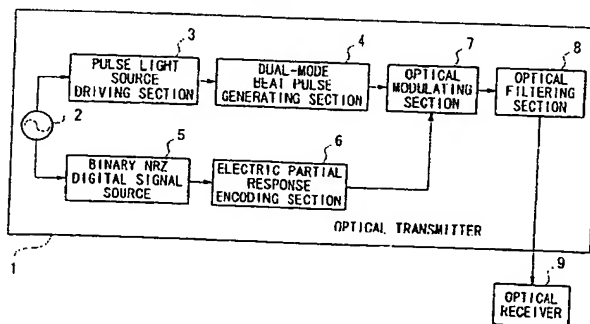 3
PULSE LIGHT
SOURCE
DRIVING SECTION
4
DUAL-MODE
BEAT PULSE
GENERATING SECTION
7
OPTICAL
MODULATING
SECTION
8
OPTICAL
FILTERING
SECTION
2
5
BINARY NRZ
DIGITAL SIGNAL
SOURCE
6
ELECTRIC PARTIAL
RESPONSE
ENCODING SECTION
OPTICAL TRANSMITTER
1
9
OPTICAL
RECEIVER